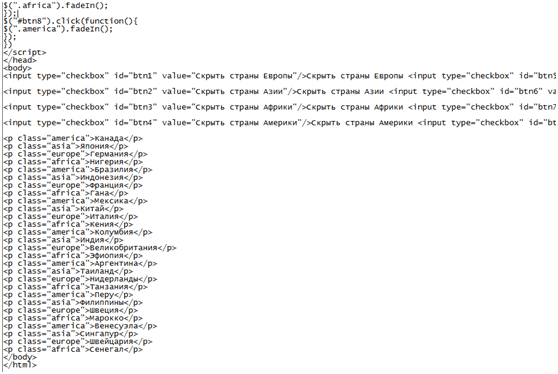 $(".africa").fadeIn();
});
$("#btn8").click(function(){
$(".america").fadeIn();
});
})
</script>
</head>
<body>
<input type="checkbox" id="btn1" value="Скрыть страны Европы"/>Скрыть страны Европы <input type="checkbox" id="btn5
<input type="checkbox" id="btn2" value="Скрыть страны Азии"/>Скрыть страны Азии <input type="checkbox" id="btn6" va
<input type="checkbox" id="btn3" value="Скрыть страны Африки"/>Скрыть страны Африки <input type="checkbox" id="btn7
<input type="checkbox" id="btn4" value="Скрыть страны Америки"/>Скрыть страны Америки <input type="checkbox" id="bt
<p class="america">Канада</p>
<p class="asia">Япония</p>
<p class="europe">Германия</p>
<p class="africa">Нигерия</p>
<p class="america">Бразилия</p>
<p class="asia">Индонезия</p>
<p class="europe">Франция</p>
<p class="africa">Гана</p>
<p class="america">Мексика</p>
<p class="asia">Китай</p>
<p class="europe">Италия</p>
<p class="africa">Кения</p>
<p class="america">Колумбия</p>
<p class="asia">Индия</p>
<p class="europe">Великобритания</p>
<p class="africa">Эфиопия</p>
<p class="america">Аргентина</p>
<p class="asia">Таиланд</p>
<p class="europe">Нидерланды</p>
<p class="africa">Танзания</p>
<p class="america">Перу</p>
<p class="asia">Филиппины</p>
<p class="europe">Швеция</p>
<p class="africa">Марокко</p>
<p class="america">Венесуэла</p>
<p class="asia">Сингапур</p>
<p class="europe">Швейцария</p>
<p class="africa">Сенегал</p>
</body>
</html>